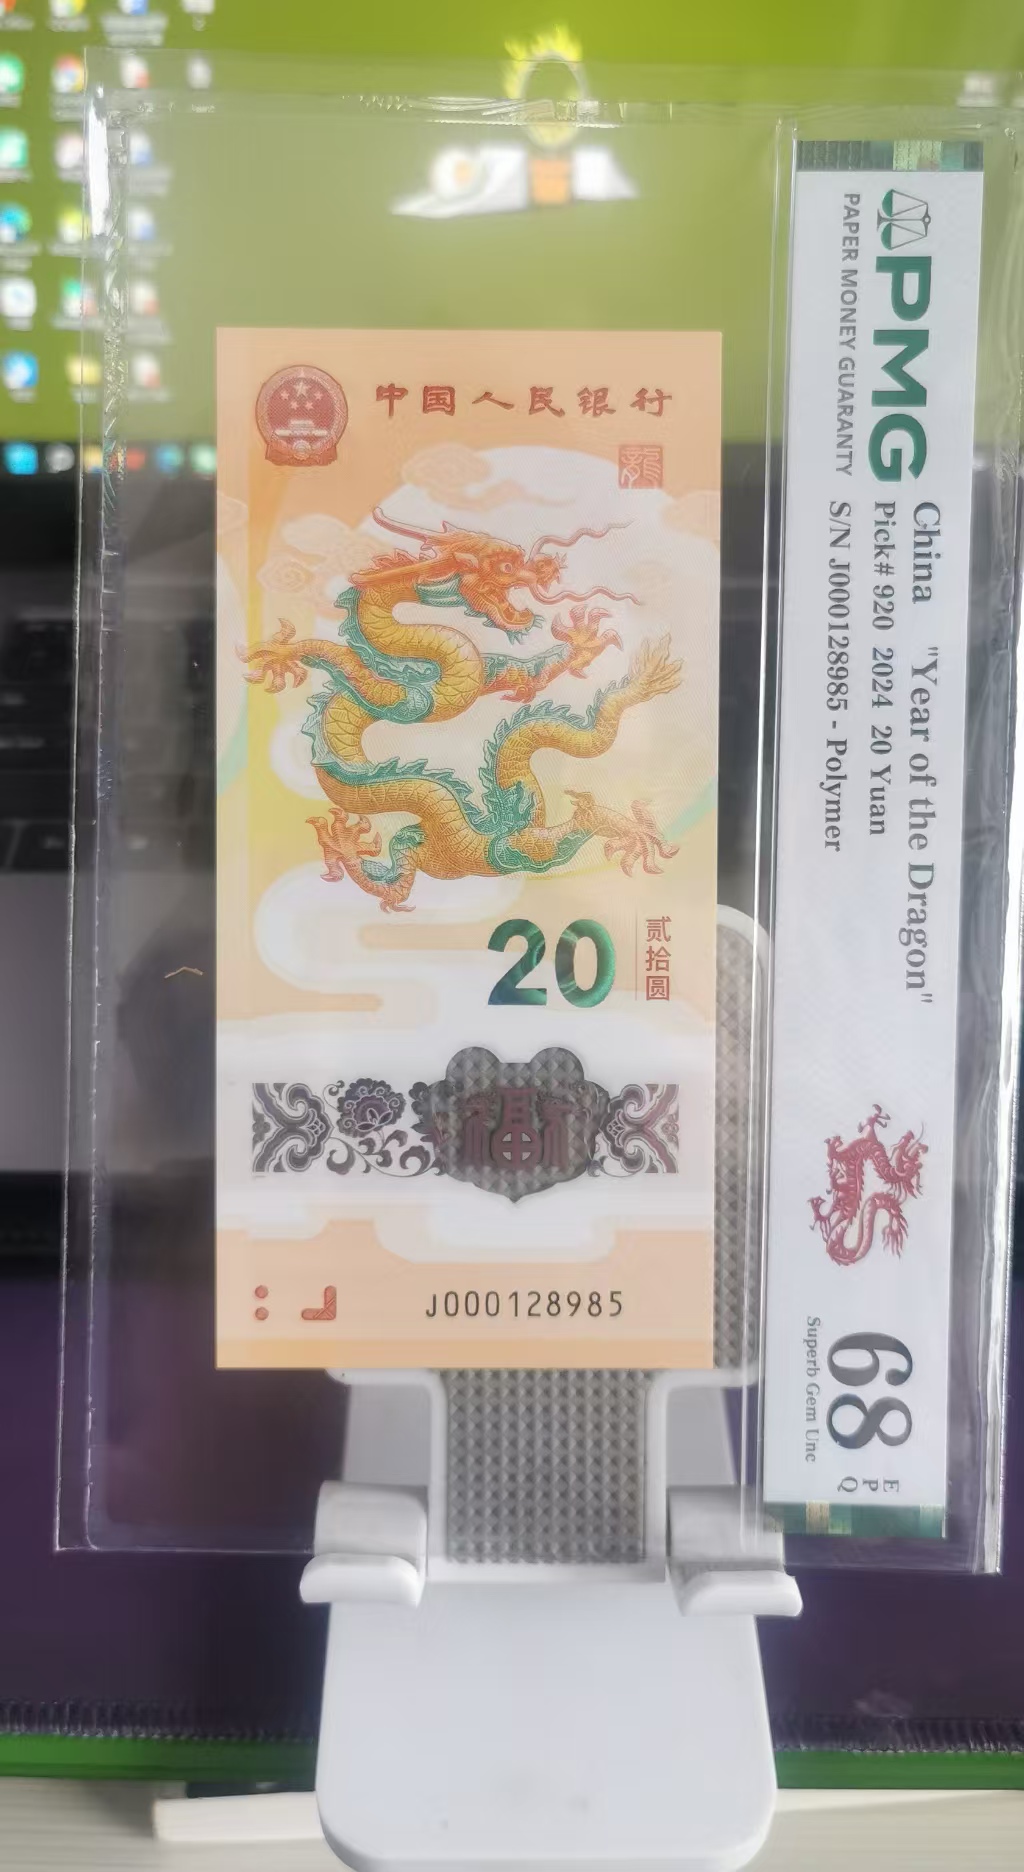 中国人民银行
龍
20
贰拾圆
福
J000128985
PMG
PAPER MONEY GUARANTY
China "Year of the Dragon"
Pick# 920 2024 20 Yuan
S/N J000128985 - Polymer
68
EPQ
Superb Gem Unc